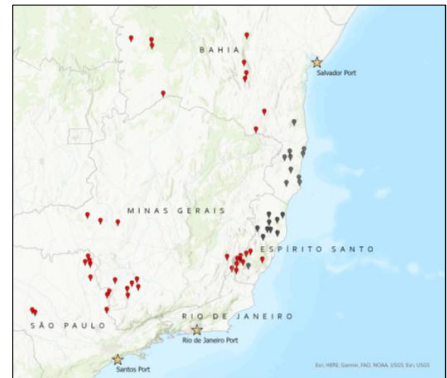 BAHIA
Salvador Port
MINAS GERAIS
ESPÍRITO SANTO
RIO DE JANEIRO
SÃO PAULO
Rio de Janeiro Port
Santos Port
Esri, HERE, Garmin, FAO, NOAA, USGS, Esri, USGS